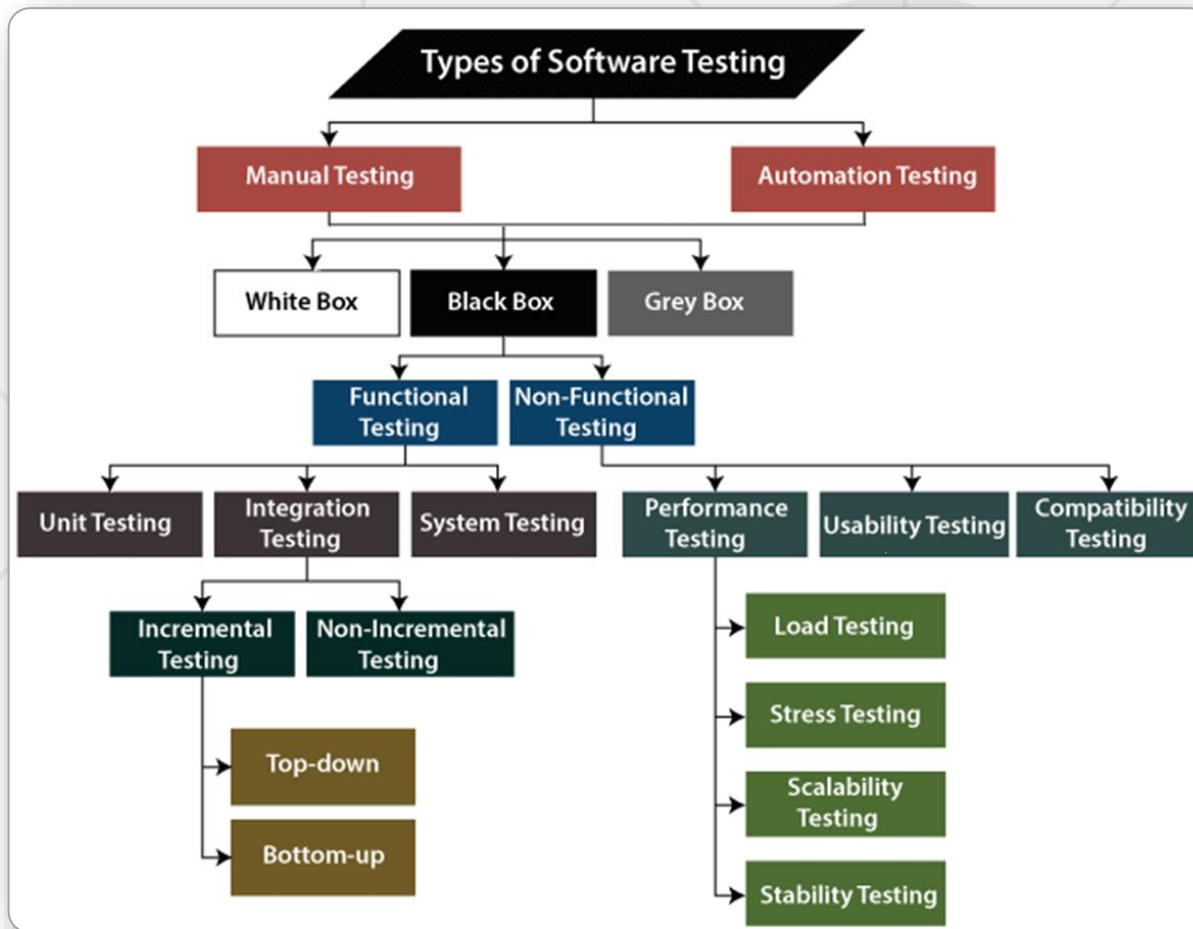 Types of Software Testing
Manual Testing
Automation Testing
White Box
Black Box
Grey Box
Functional
Testing
Non-Functional
Testing
Unit Testing
Integration
Testing
System Testing
Performance
Testing
Usability Testing
Compatibility
Testing
Incremental
Testing
Non-Incremental
Testing
Load Testing
Stress Testing
Top-down
Scalability
Testing
Bottom-up
Stability Testing